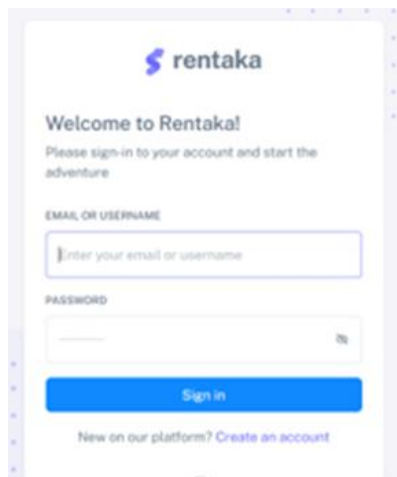 rentaka
Welcome to Rentaka!
Please sign-in to your account and start the
adventure
EMAIL OR USERNAME
Enter your email or username
PASSWORD
Sign in
New on our platform? Create an account